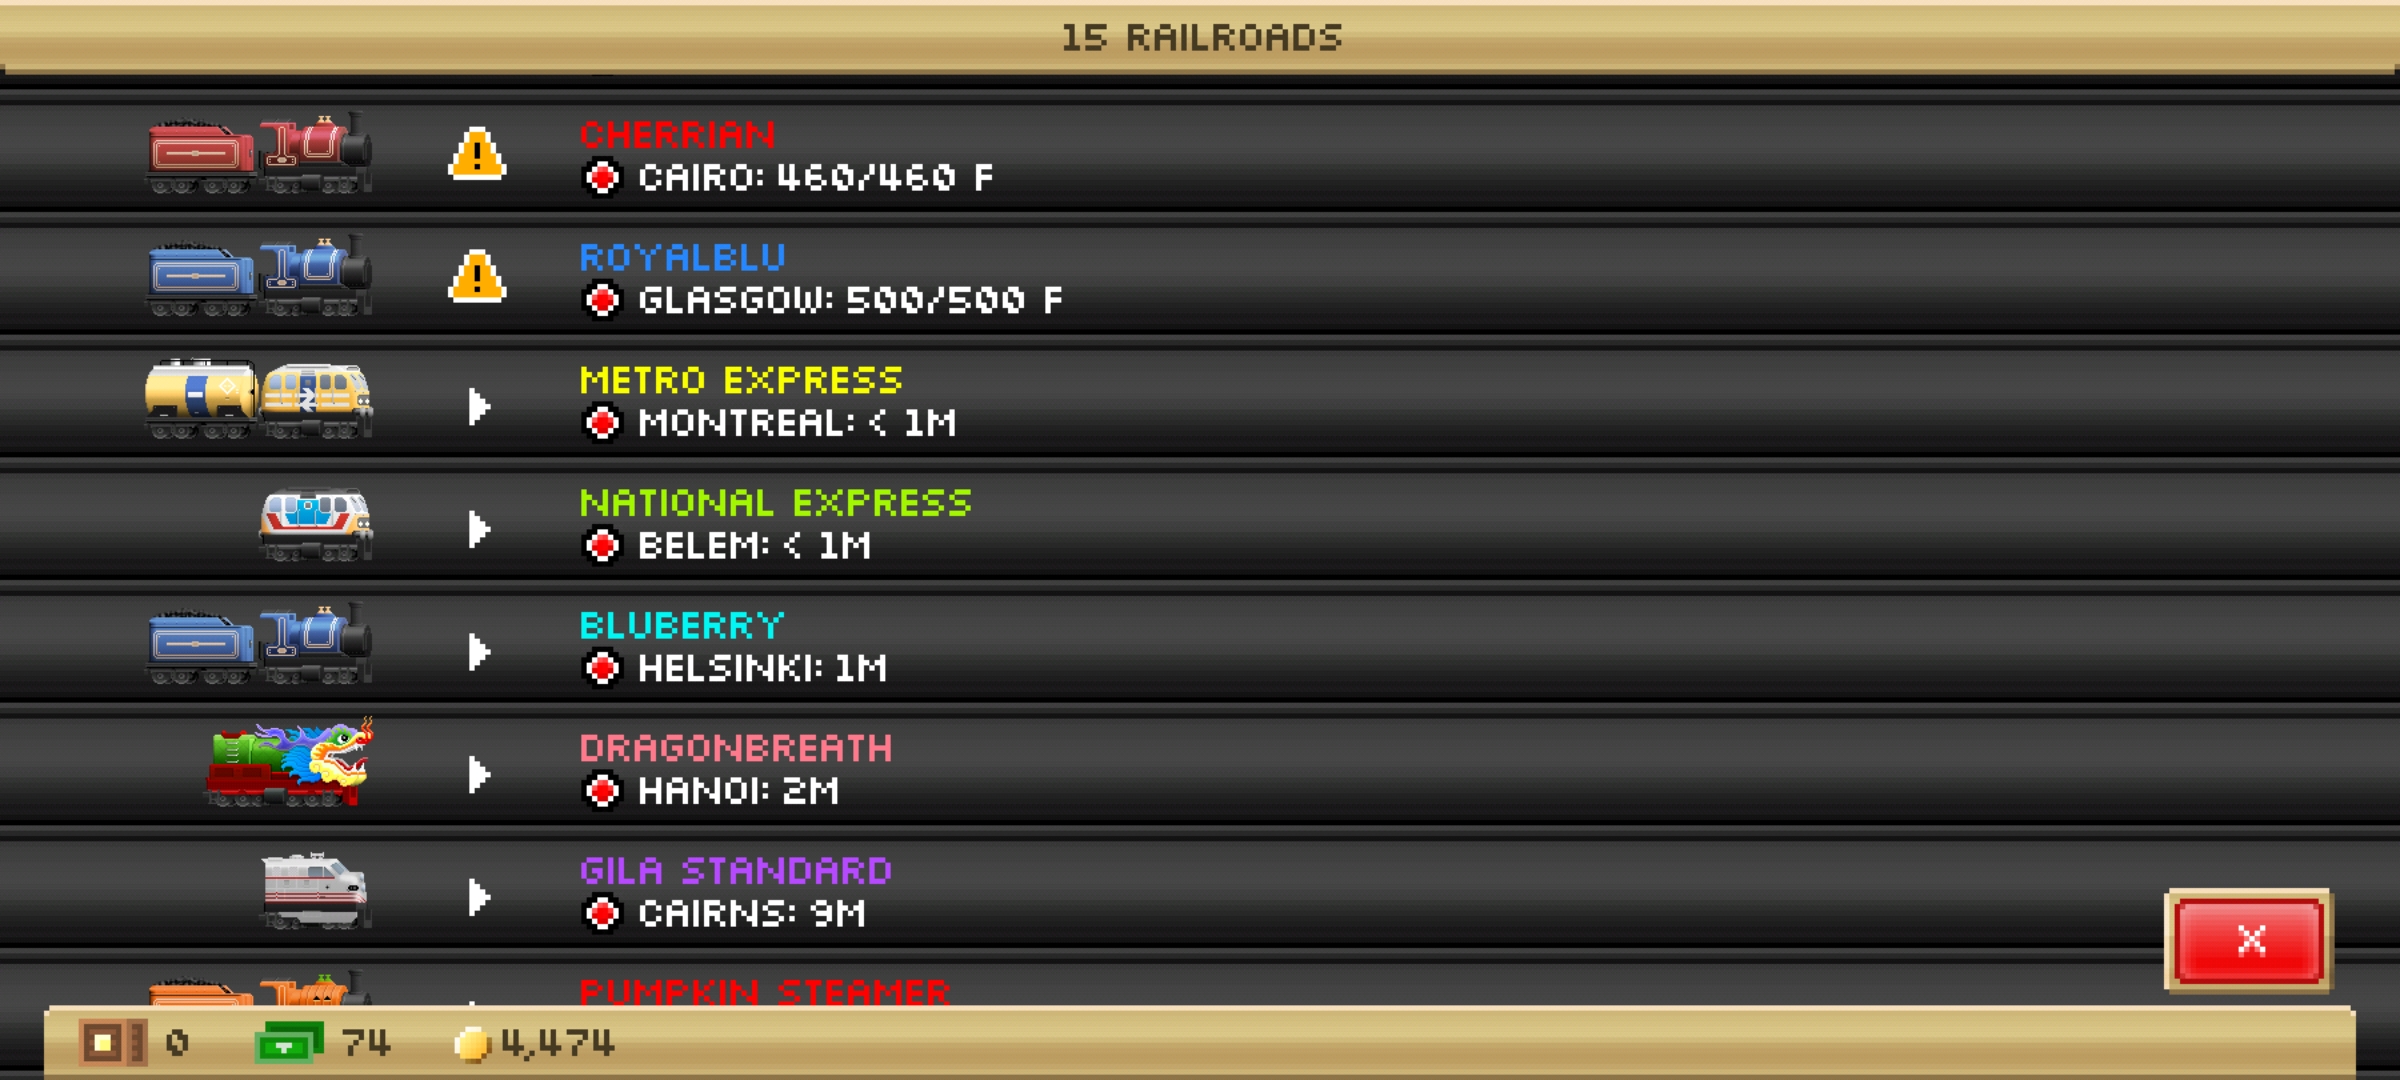 15 RAILROADS
CHERRIAN
CAIRO: 460/460 F
ROYALBLU
GLASGOW: 500/500 F
METRO EXPRESS
MONTREAL: < 1M
NATIONAL EXPRESS
BELEM: < 1M
BLUBERRY
HELSINKI: 1M
DRAGONBREATH
HANOI: 2M
GILA STANDARD
CAIRNS: 9M
PUMPKIN STEAMER
X
0 74 4,474